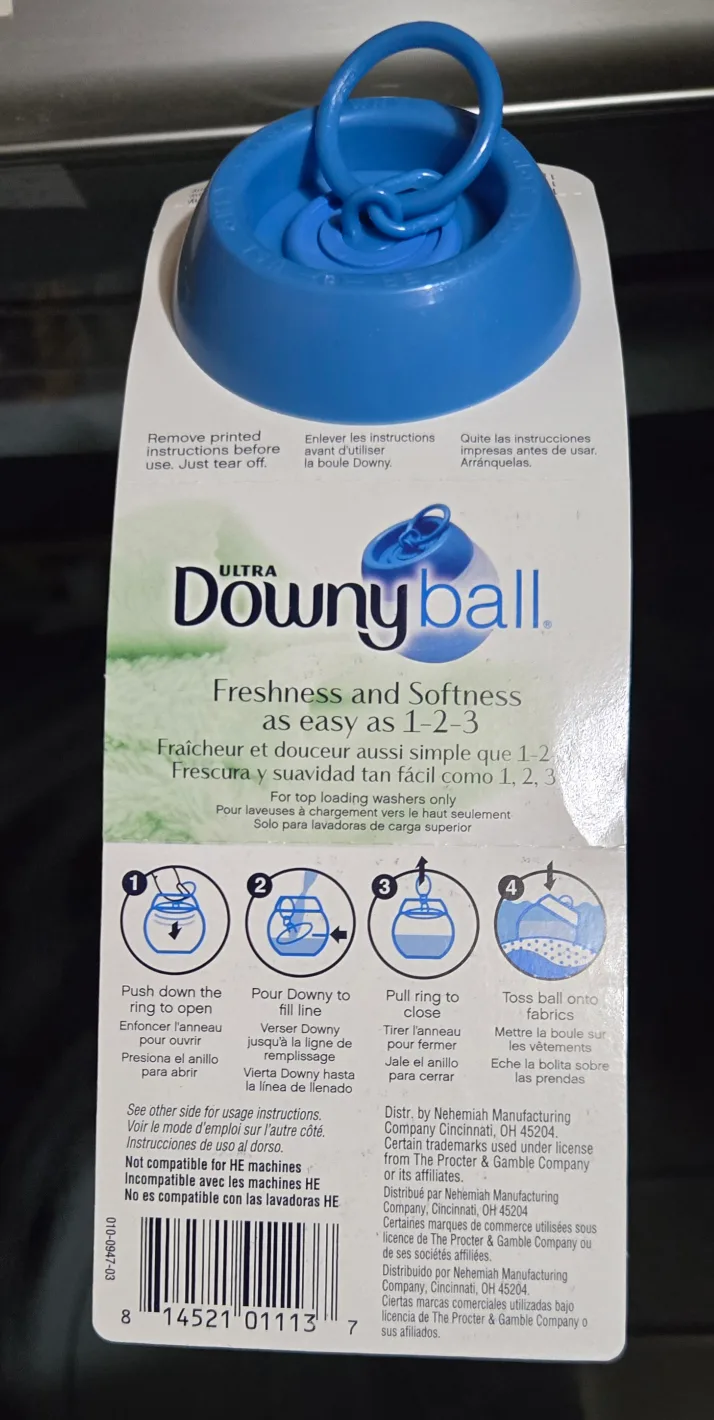 Remove printed
instructions before
use. Just tear off.
Enlever les instructions
avant d'utiliser
la boule Downy.
Quite las instrucciones
impresas antes de usar.
Arránquelas.
ULTRA
Downy ball®
Freshness and Softness
as easy as 1-2-3
Fraîcheur et douceur aussi simple que 1-2
Frescura y suavidad tan fácil como 1, 2, 3
For top loading washers only
Pour laveuses à chargement vers le haut seulement
Solo para lavadoras de carga superior
1
Push down the
ring to open
Enfoncer l'anneau
pour ouvrir
Presiona el anillo
para abrir
2
Pour Downy to
fill line
Verser Downy
jusqu'à la ligne de
remplissage
Vierta Downy hasta
la línea de llenado
3
Pull ring to
close
Tirer l'anneau
pour fermer
Jale el anillo
para cerrar
4
Toss ball onto
fabrics
Mettre la boule sur
les vêtements
Eche la bolita sobre
las prendas
See other side for usage instructions.
Voir le mode d'emploi sur l'autre côté.
Instrucciones de uso al dorso.
Not compatible for HE machines
Incompatible avec les machines HE
No es compatible con las lavadoras HE
010-0947-03
8 14521 01113 7
Distr. by Nehemiah Manufacturing
Company Cincinnati, OH 45204.
Certain trademarks used under license
from The Procter & Gamble Company
or its affiliates.
Distribué par Nehemiah Manufacturing
Company, Cincinnati, OH 45204
Certaines marques de commerce utilisées sous
licence de The Procter & Gamble Company ou
de ses sociétés affiliées.
Distribuido por Nehemiah Manufacturing
Company, Cincinnati, OH 45204.
Ciertas marcas comerciales utilizadas bajo
licencia de The Procter & Gamble Company o
sus afiliados.